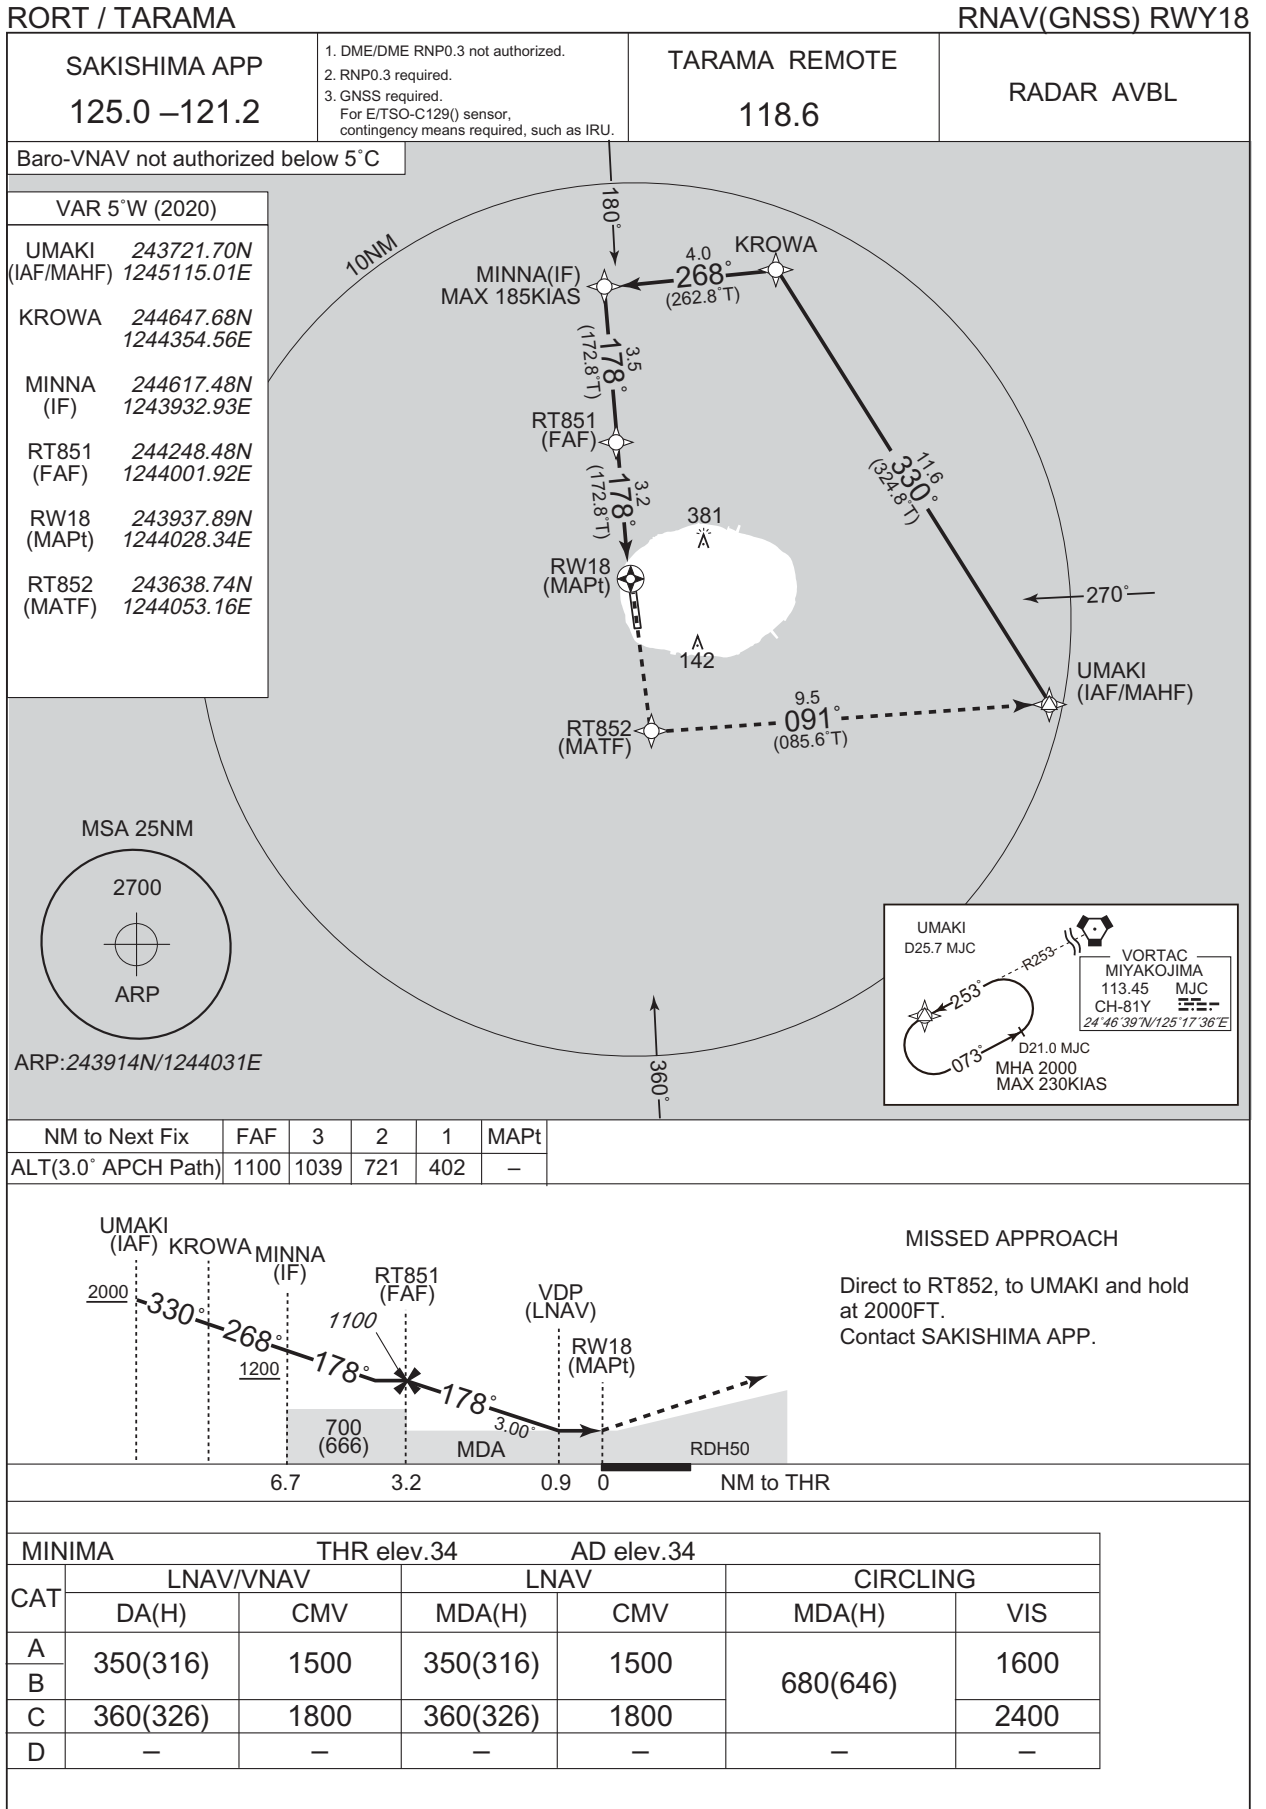 RORT / TARAMA
RNAV(GNSS) RWY18
SAKISHIMA APP
125.0 –121.2
1. DME/DME RNP0.3 not authorized.
2. RNP0.3 required.
3. GNSS required.
For E/TSO-C129() sensor,
contingency means required, such as IRU.
TARAMA REMOTE
118.6
RADAR AVBL
Baro-VNAV not authorized below 5˚C
VAR 5˚W (2020)
UMAKI 243721.70N
(IAF/MAHF) 1245115.01E
KROWA 244647.68N
1244354.56E
MINNA 244617.48N
(IF) 1243932.93E
RT851 244248.48N
(FAF) 1244001.92E
RW18 243937.89N
(MAPt) 1244028.34E
RT852 243638.74N
(MATF) 1244053.16E
10NM
180˚
KROWA
4.0
268˚
(262.8˚T)
MINNA(IF)
MAX 185KIAS
3.5
178˚
(172.8˚T)
RT851
(FAF)
3.2
178˚
(172.8˚T)
11.6
330˚
(324.8˚T)
381
RW18
(MAPt)
142
270˚
UMAKI
(IAF/MAHF)
9.5
091˚
(085.6˚T)
RT852
(MATF)
MSA 25NM
2700
ARP
ARP:243914N/1244031E
360˚
UMAKI
D25.7 MJC
R253
253˚
073˚
D21.0 MJC
MHA 2000
MAX 230KIAS
VORTAC
MIYAKOJIMA
113.45 MJC
CH-81Y
24˚46′39″N/125˚17′36″E
NM to Next Fix FAF 3 2 1 MAPt
ALT(3.0˚ APCH Path) 1100 1039 721 402 –
UMAKI
(IAF)
KROWA
MINNA
(IF)
RT851
(FAF)
VDP
(LNAV)
RW18
(MAPt)
2000
330˚
268˚
1200
178˚
1100
178˚
3.00˚
700
(666)
MDA
RDH50
6.7 3.2 0.9 0 NM to THR
MISSED APPROACH
Direct to RT852, to UMAKI and hold
at 2000FT.
Contact SAKISHIMA APP.
MINIMA THR elev.34 AD elev.34
CAT LNAV/VNAV LNAV CIRCLING
DA(H) CMV MDA(H) CMV MDA(H) VIS
A
B
350(316) 1500 350(316) 1500 680(646) 1600
C 360(326) 1800 360(326) 1800 2400
D – – – – – –